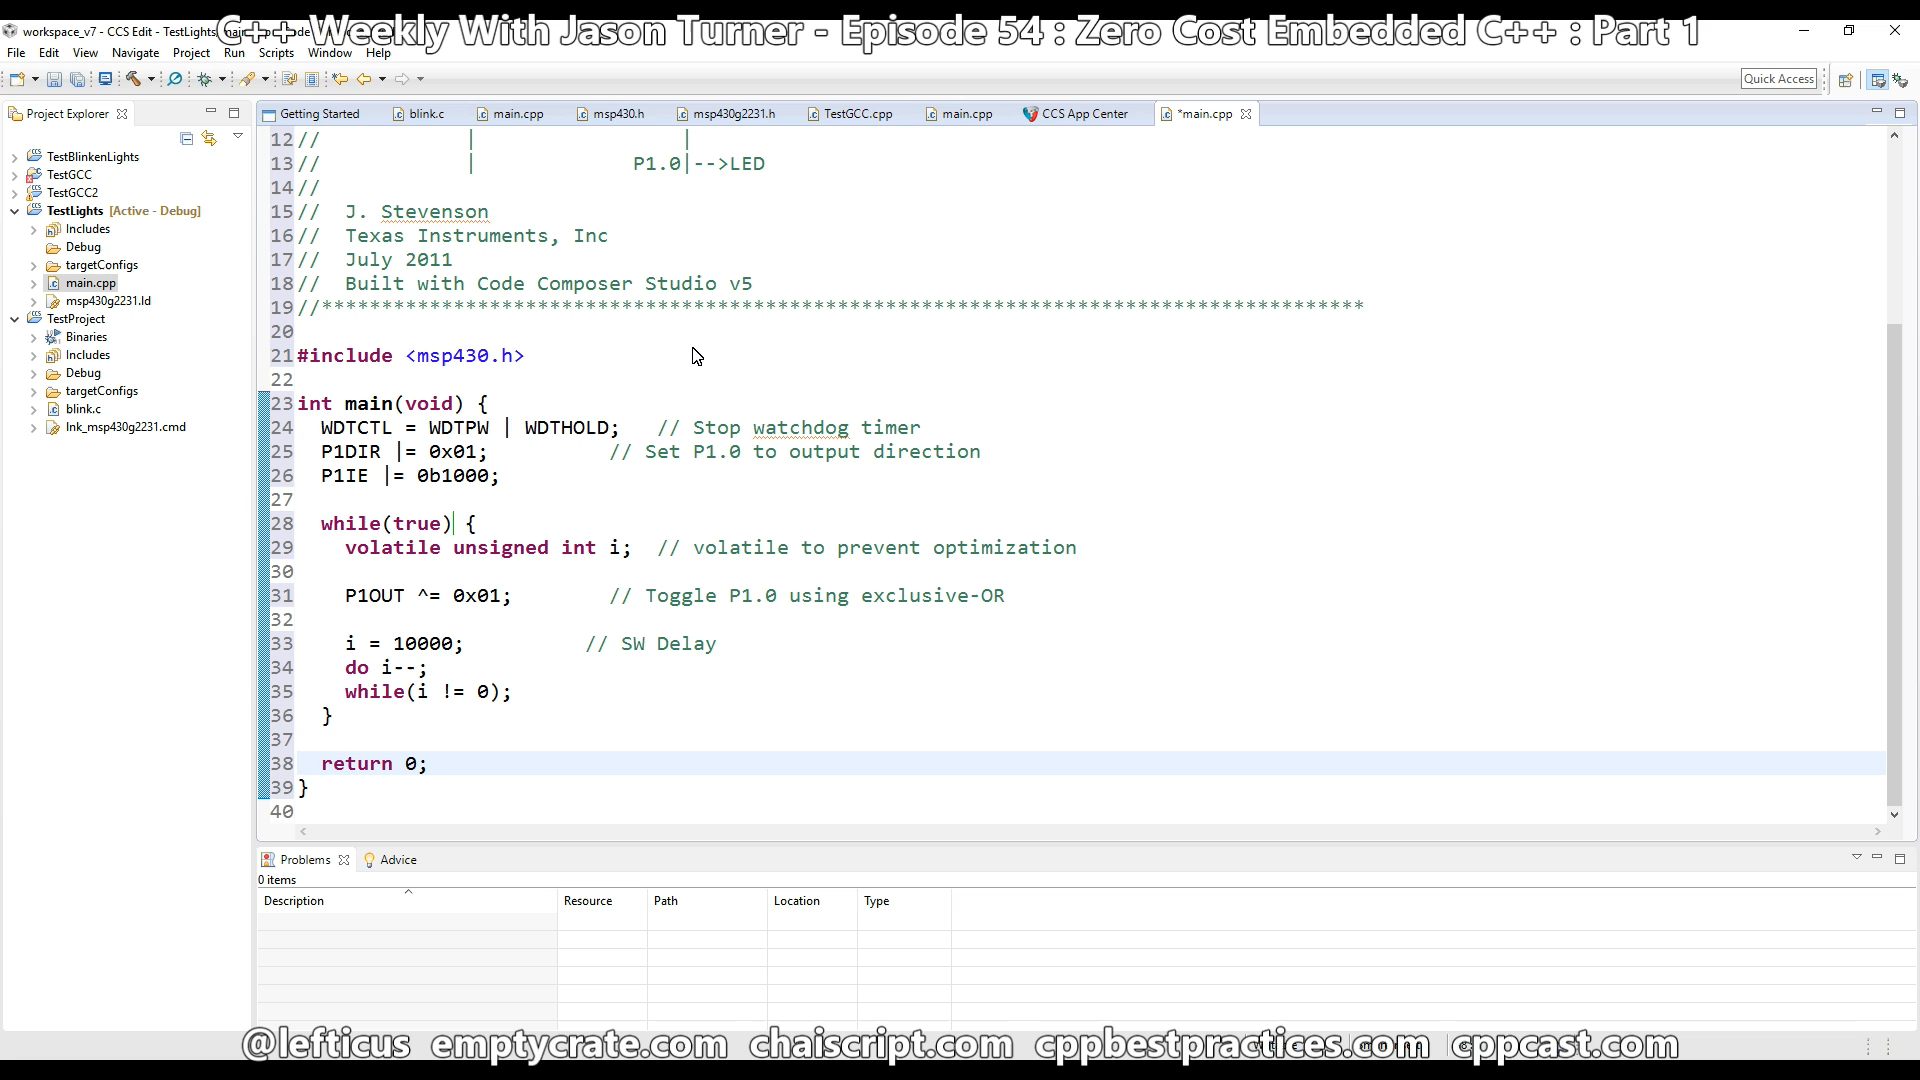 C++ Weekly With Jason Turner - Episode 54 : Zero Cost Embedded C++ : Part 1
workspace_v7 - CCS Edit - TestLights/main
File Edit View Navigate Project Run Scripts Window Help
Quick Access
Project Explorer
Getting Started blink.c main.cpp msp430.h msp430g2231.h TestGCC.cpp main.cpp CCS App Center *main.cpp
TestBlinkenLights
TestGCC
TestGCC2
TestLights [Active - Debug]
Includes
Debug
targetConfigs
main.cpp
msp430g2231.ld
TestProject
Binaries
Includes
Debug
targetConfigs
blink.c
lnk_msp430g2231.cmd
12 // | |
13 // | P1.0|-->LED
14 //
15 // J. Stevenson
16 // Texas Instruments, Inc
17 // July 2011
18 // Built with Code Composer Studio v5
19 //***************************************************************************************
20
21 #include <msp430.h>
22
23 int main(void) {
24 WDTCTL = WDTPW | WDTHOLD; // Stop watchdog timer
25 P1DIR |= 0x01; // Set P1.0 to output direction
26 P1IE |= 0b1000;
27
28 while(true) {
29 volatile unsigned int i; // volatile to prevent optimization
30
31 P1OUT ^= 0x01; // Toggle P1.0 using exclusive-OR
32
33 i = 10000; // SW Delay
34 do i--;
35 while(i != 0);
36 }
37
38 return 0;
39 }
40
Problems Advice
0 items
Description Resource Path Location Type
@lefticus emptycrate.com chaiscript.com cppbestpractices.com cppcast.com